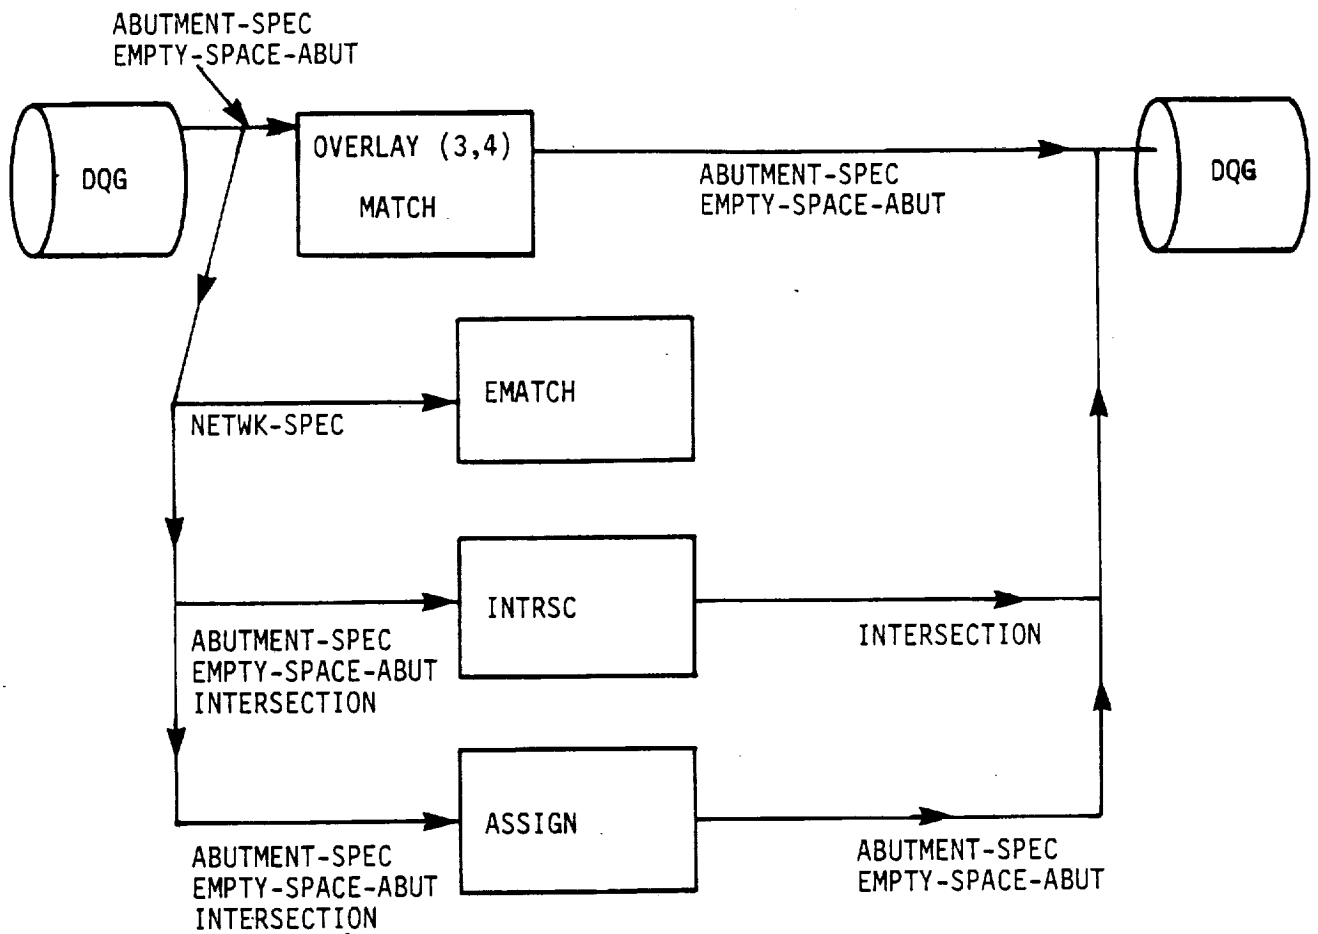 ABUTMENT-SPEC
EMPTY-SPACE-ABUT
DQG
OVERLAY (3,4)
MATCH
ABUTMENT-SPEC
EMPTY-SPACE-ABUT
DQG
EMATCH
NETWK-SPEC
INTRSC
ABUTMENT-SPEC
EMPTY-SPACE-ABUT
INTERSECTION
INTERSECTION
ASSIGN
ABUTMENT-SPEC
EMPTY-SPACE-ABUT
INTERSECTION
ABUTMENT-SPEC
EMPTY-SPACE-ABUT